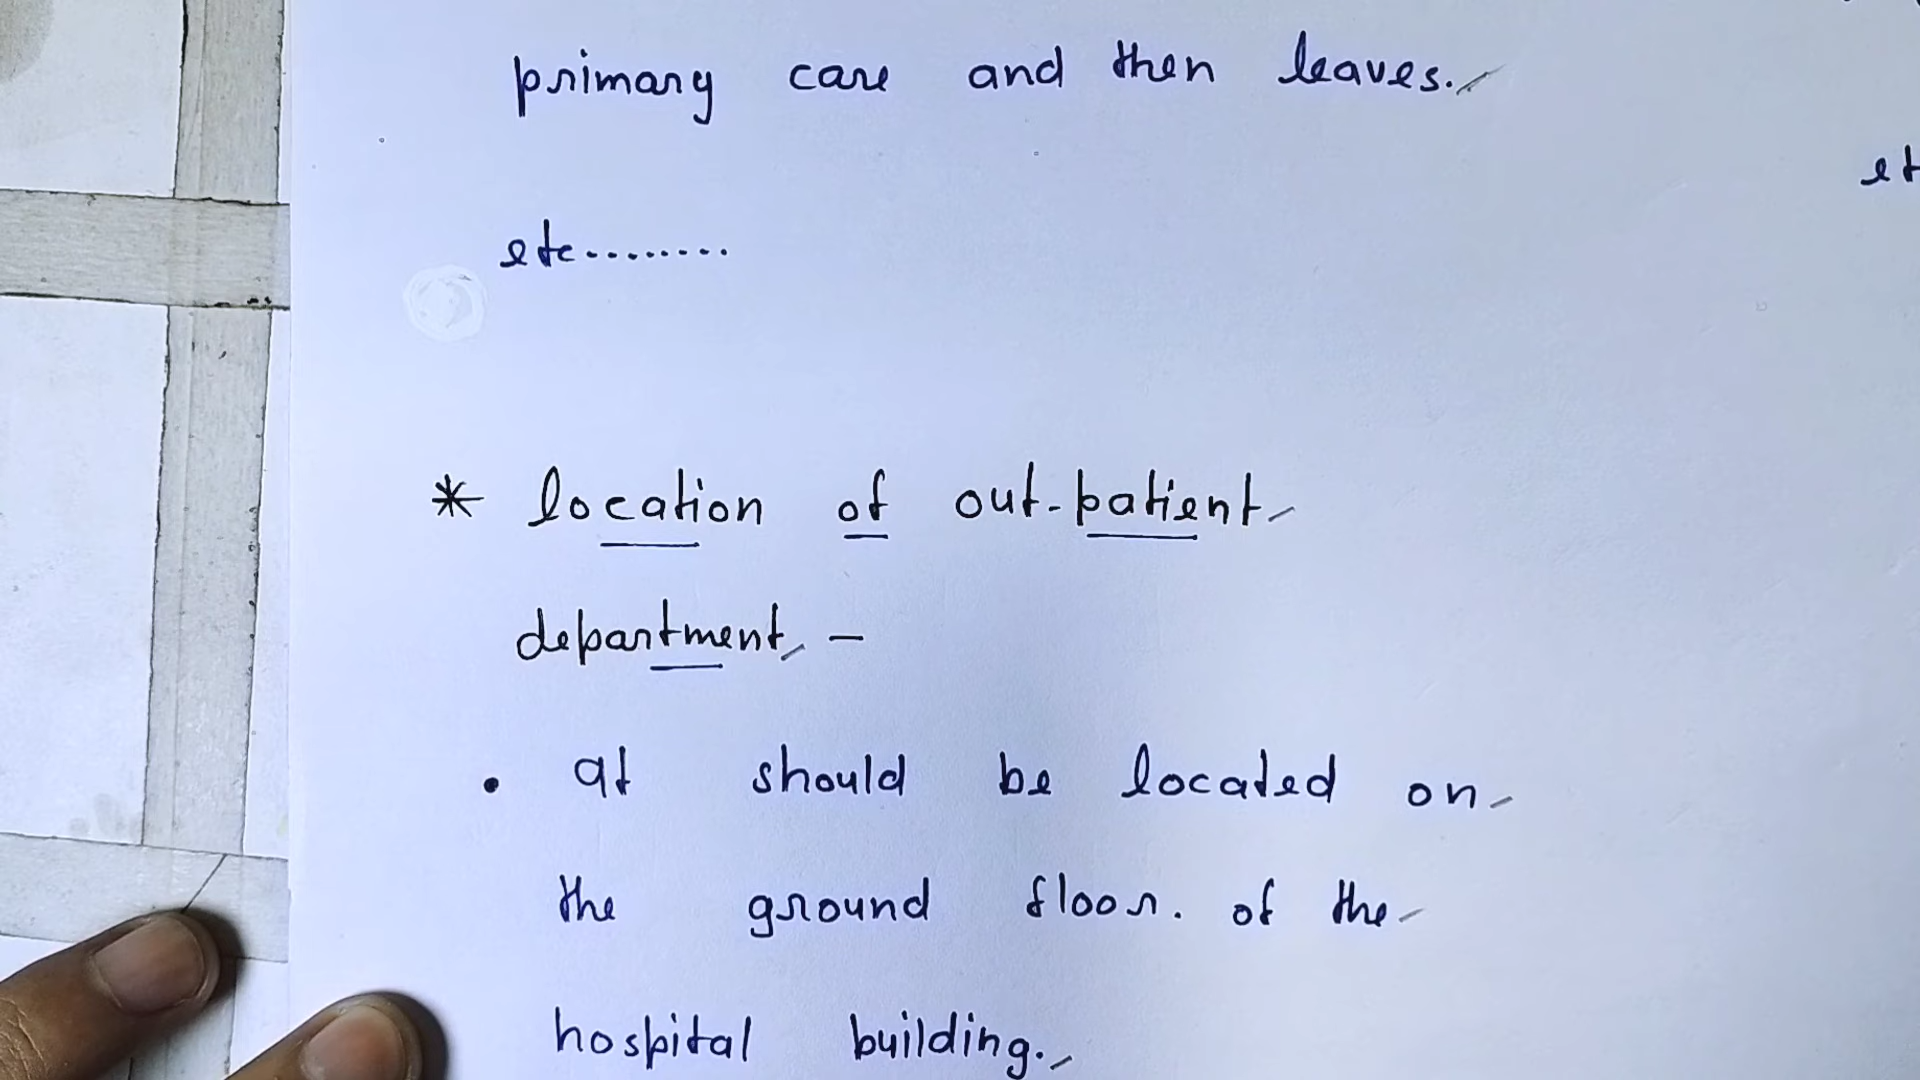 primary care and then leaves.
et
etc........
* location of out-patient
department -
• It should be located on
the ground floor. of the
hospital building.